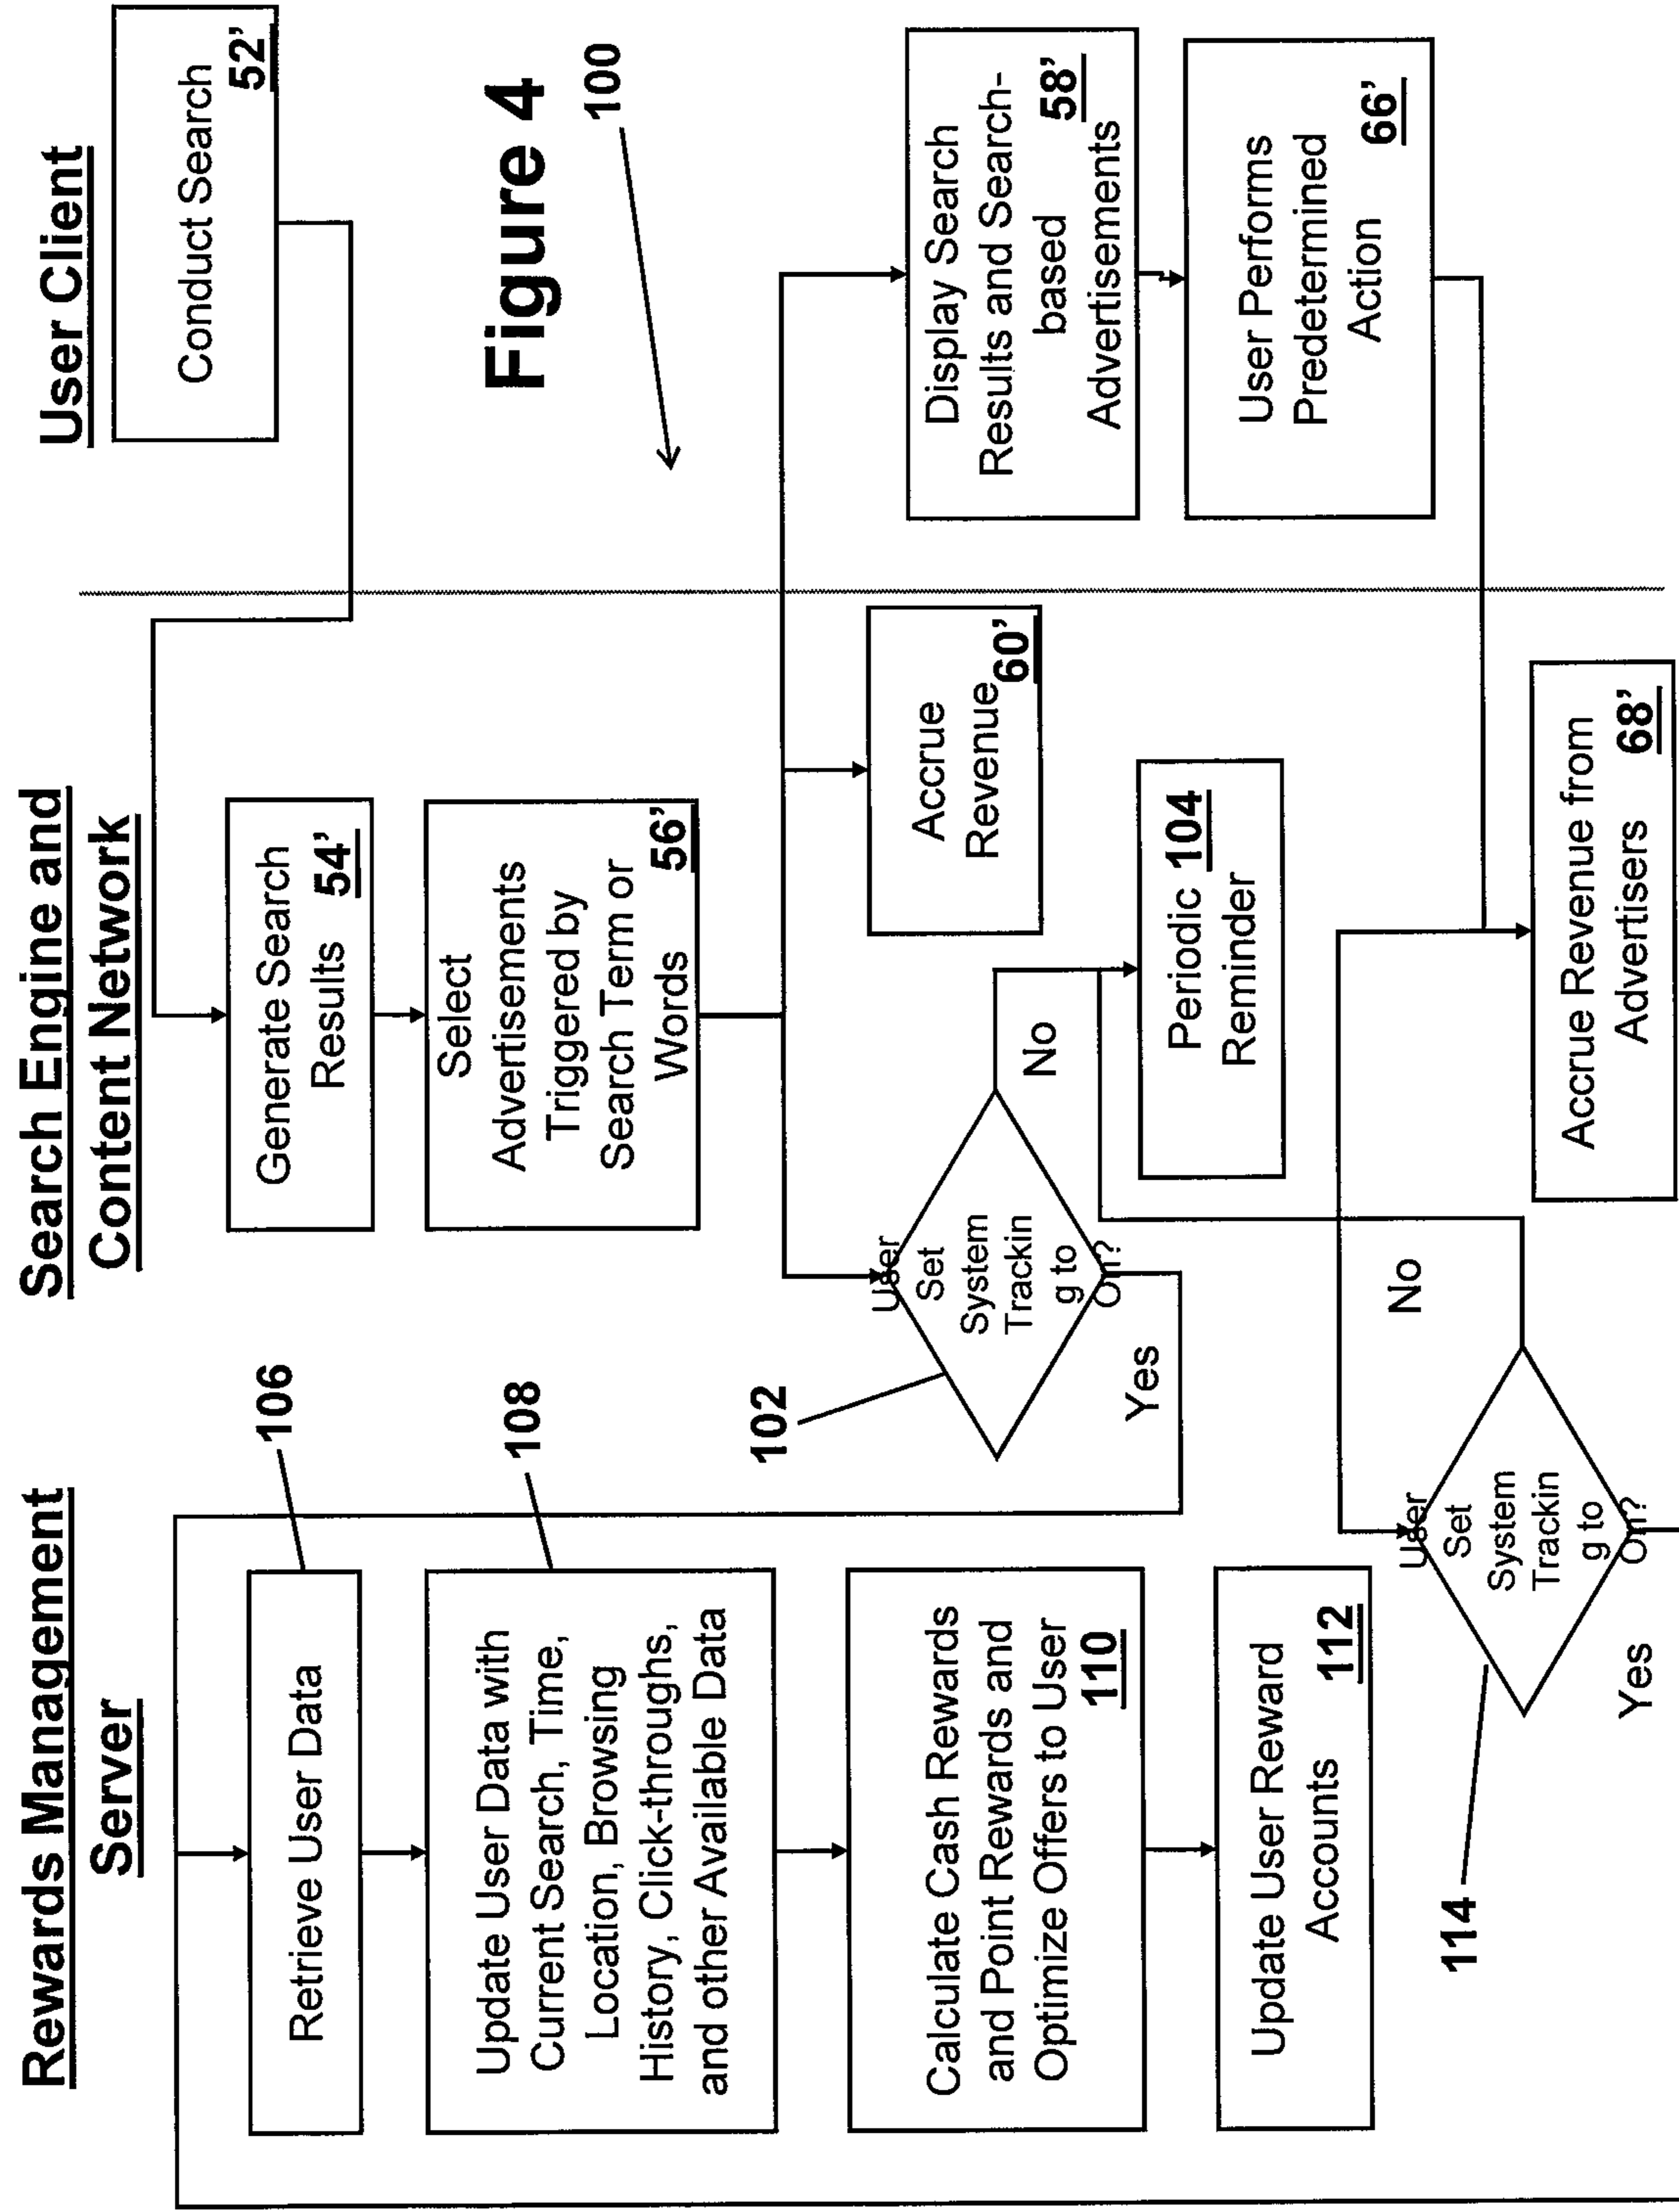 Rewards Management
Server
Search Engine and
Content Network
User Client
Conduct Search
52’
Figure 4
100
106
Retrieve User Data
108
Update User Data with
Current Search, Time,
Location, Browsing
History, Click-throughs,
and other Available Data
Calculate Cash Rewards
and Point Rewards and
Optimize Offers to User
110
Update User Reward
Accounts 112
Generate Search
Results 54’
Select
Advertisements
Triggered by
Search Term or
Words 56’
102
User
Set
System
Trackin
g to
On?
Yes
No
Accrue
Revenue 60’
Periodic 104
Reminder
Display Search
Results and Search-
based 58’
Advertisements
User Performs
Predetermined
Action 66’
114
User
Set
System
Trackin
g to
On?
Yes
No
Accrue Revenue from
Advertisers 68’